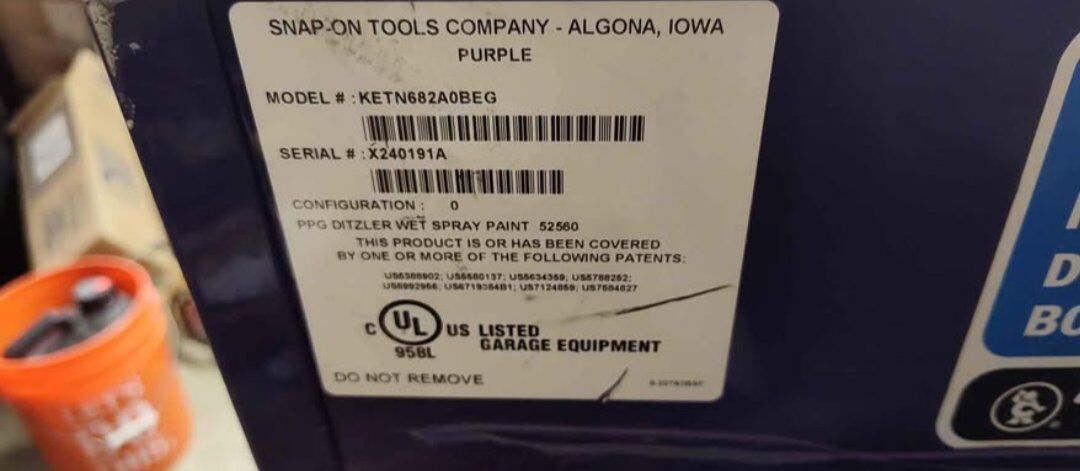 SNAP-ON TOOLS COMPANY - ALGONA, IOWA
PURPLE
MODEL # : KETN682A0BEG
SERIAL # : X240191A
CONFIGURATION : 0
PPG DITZLER WET SPRAY PAINT 52560
THIS PRODUCT IS OR HAS BEEN COVERED
BY ONE OR MORE OF THE FOLLOWING PATENTS:
C UL US LISTED
958L GARAGE EQUIPMENT
DO NOT REMOVE
D
BO